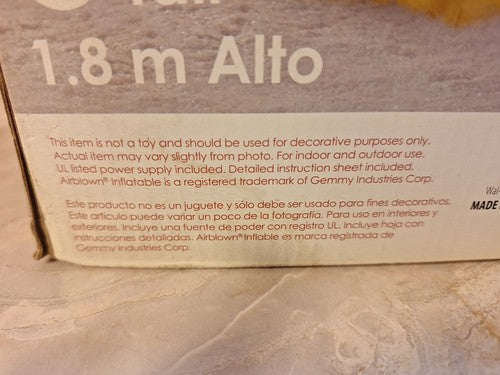 Tall
1.8 m Alto
This item is not a toy and should be used for decorative purposes only.
Actual item may vary slightly from photo. For indoor and outdoor use.
UL listed power supply included. Detailed instruction sheet included.
Airblown® Inflatable is a registered trademark of Gemmy Industries Corp.
Este producto no es un juguete y sólo debe ser usado para fines decorativos.
Este artículo puede variar un poco de la fotografía. Para uso en interiores y
exteriores. Incluye una fuente de poder con registro UL. Incluye hoja con
instrucciones detalladas. Airblown® Inflable es marca registrada de
Gemmy Industries Corp.
Wal-
MADE